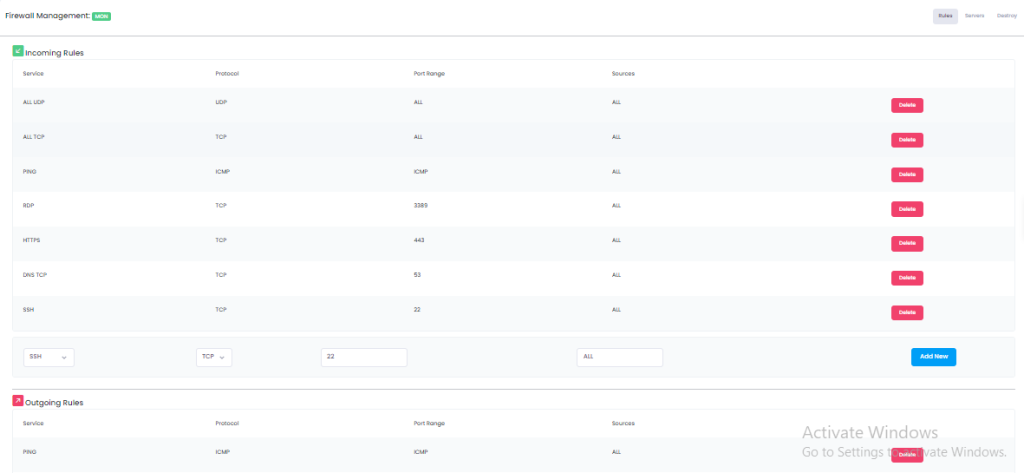 Firewall Management: MON
Rules Servers Destroy
Incoming Rules
Service Protocol Port Range Sources
ALL UDP UDP ALL ALL Delete
ALL TCP TCP ALL ALL Delete
PING ICMP ICMP ALL Delete
RDP TCP 3389 ALL Delete
HTTPS TCP 443 ALL Delete
DNS TCP TCP 53 ALL Delete
SSH TCP 22 ALL Delete
SSH TCP 22 ALL Add New
Outgoing Rules
Service Protocol Port Range Sources
PING ICMP ICMP ALL Delete
Activate Windows
Go to Settings to activate Windows.